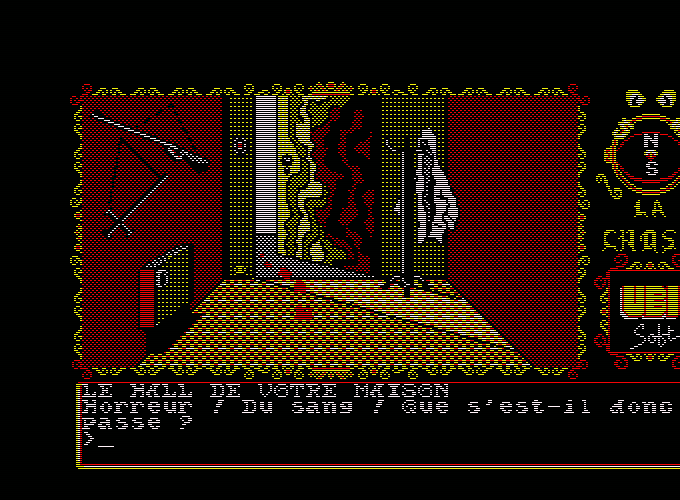 N
S
LA
CHAS
UBI
Soft
LE HALL DE VOTRE MAISON
Horreur ! Du sang ! Que s'est-il donc
passe ?
>_